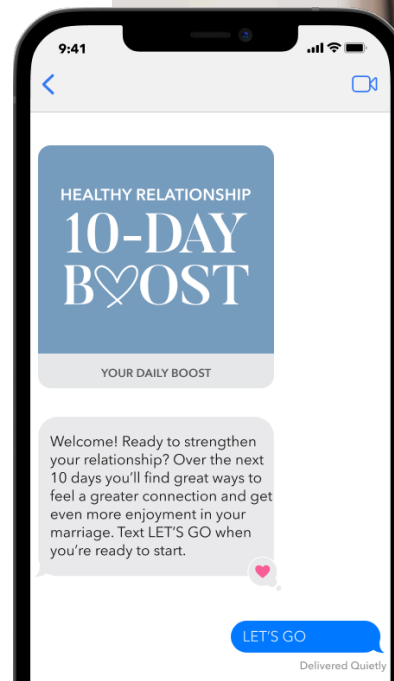 9:41
HEALTHY RELATIONSHIP
10-DAY
BOOST
YOUR DAILY BOOST
Welcome! Ready to strengthen
your relationship? Over the next
10 days you'll find great ways to
feel a greater connection and get
even more enjoyment in your
marriage. Text LET'S GO when
you're ready to start.
LET'S GO
Delivered Quietly